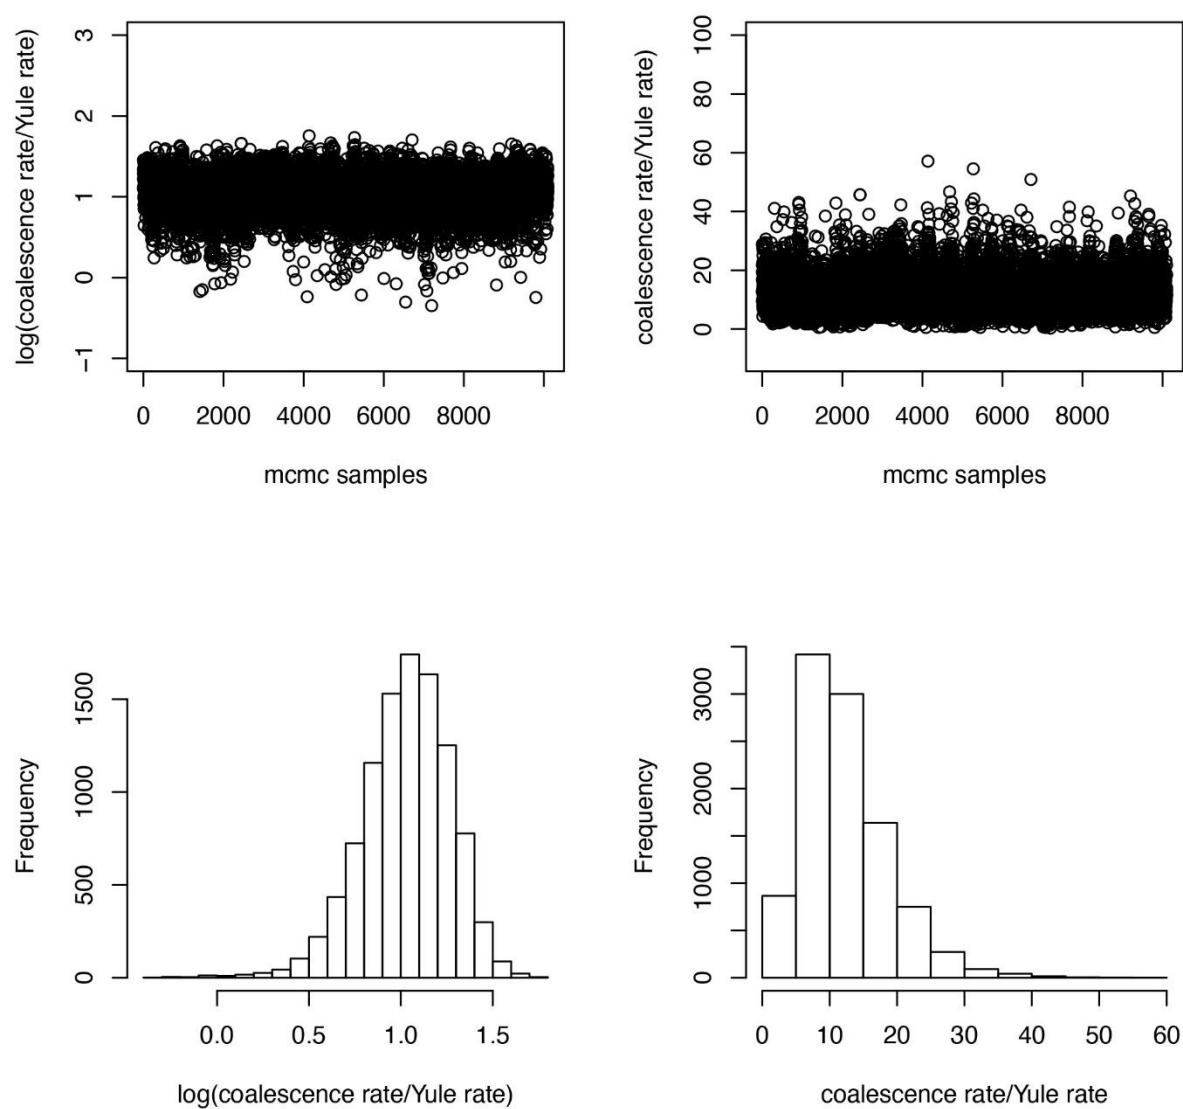 log(coalescence rate/Yule rate)
3
2
1
0
−1
0 2000 4000 6000 8000
mcmc samples
coalescence rate/Yule rate)
100
80
60
40
20
0
0 2000 4000 6000 8000
mcmc samples
Frequency
1500
1000
500
0
0.0 0.5 1.0 1.5
log(coalescence rate/Yule rate)
Frequency
3000
2000
1000
0
0 10 20 30 40 50 60
coalescence rate/Yule rate